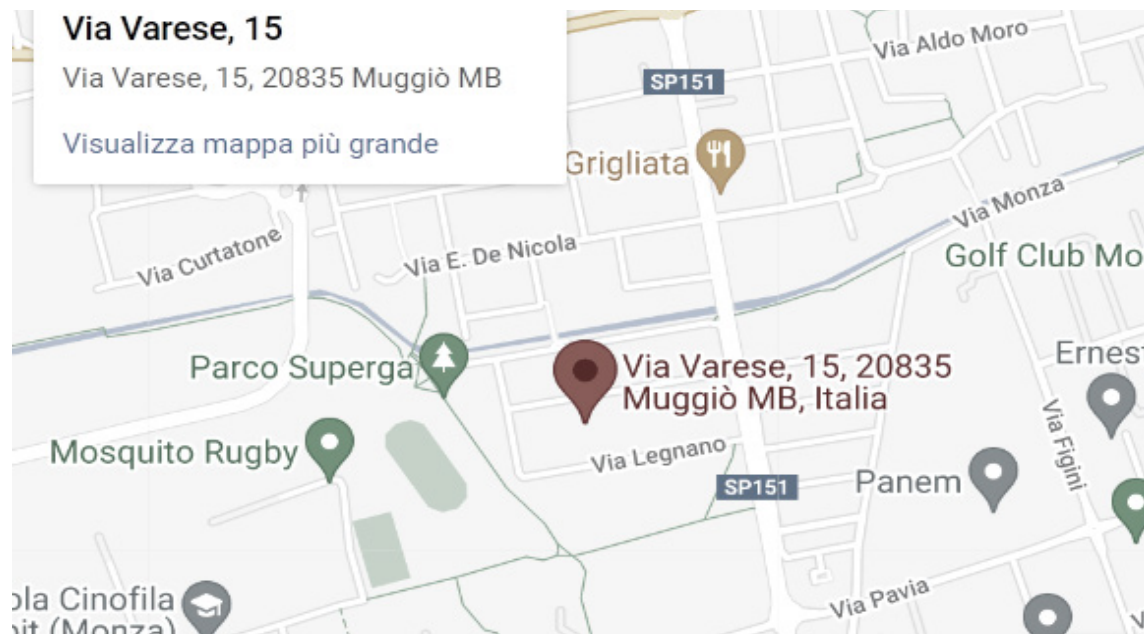 Via Varese, 15
Via Varese, 15, 20835 Muggiò MB
Visualizza mappa più grande
Via Aldo Moro
SP151
Grigliata
Via Monza
Via Curtatone
Via E. De Nicola
Golf Club Mo
Parco Superga
Via Varese, 15, 20835
Muggiò MB, Italia
Ernest
Mosquito Rugby
Via Legnano
Via Figini
SP151
Panem
ola Cinofila
Via Pavia
bit (Monza)